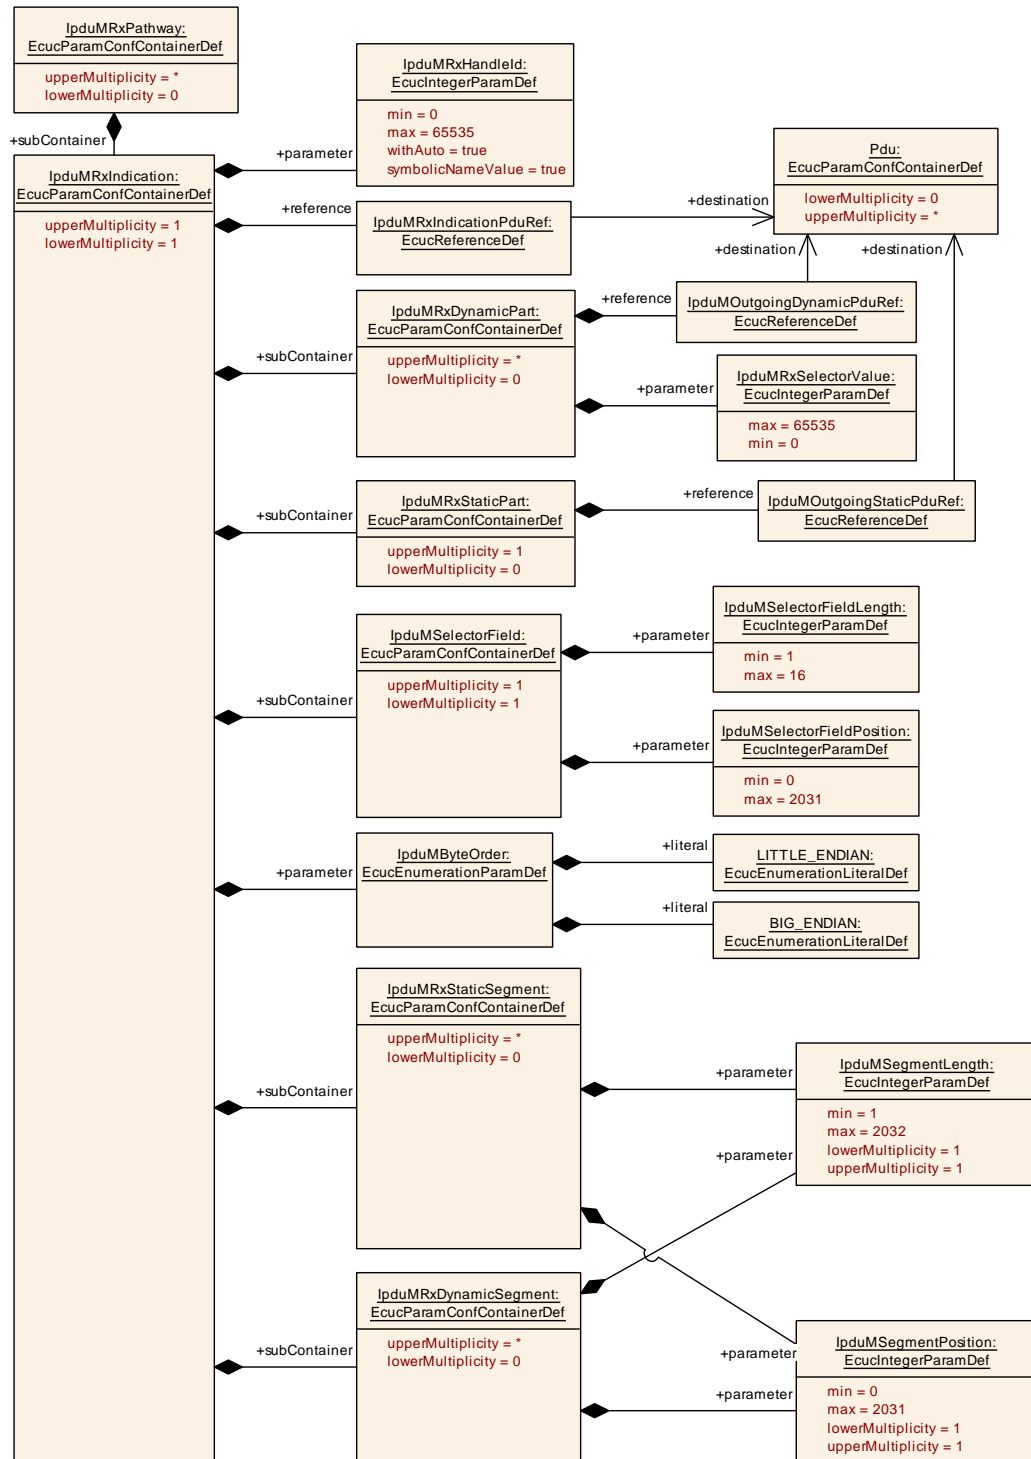 IpduMRxPathway:
EcucParamConfContainerDef
upperMultiplicity = *
lowerMultiplicity = 0
+subContainer
IpduMRxIndication:
EcucParamConfContainerDef
upperMultiplicity = 1
lowerMultiplicity = 1
+parameter
IpduMRxHandleId:
EcucIntegerParamDef
min = 0
max = 65535
withAuto = true
symbolicNameValue = true
+reference
IpduMRxIndicationPduRef:
EcucReferenceDef
+destination
Pdu:
EcucParamConfContainerDef
lowerMultiplicity = 0
upperMultiplicity = *
+destination
+destination
+subContainer
IpduMRxDynamicPart:
EcucParamConfContainerDef
upperMultiplicity = *
lowerMultiplicity = 0
+reference
IpduMOutgoingDynamicPduRef:
EcucReferenceDef
+parameter
IpduMRxSelectorValue:
EcucIntegerParamDef
max = 65535
min = 0
+subContainer
IpduMRxStaticPart:
EcucParamConfContainerDef
upperMultiplicity = 1
lowerMultiplicity = 0
+reference
IpduMOutgoingStaticPduRef:
EcucReferenceDef
+subContainer
IpduMSelectorField:
EcucParamConfContainerDef
upperMultiplicity = 1
lowerMultiplicity = 1
+parameter
IpduMSelectorFieldLength:
EcucIntegerParamDef
min = 1
max = 16
+parameter
IpduMSelectorFieldPosition:
EcucIntegerParamDef
min = 0
max = 2031
+parameter
IpduMByteOrder:
EcucEnumerationParamDef
+literal
LITTLE_ENDIAN:
EcucEnumerationLiteralDef
+literal
BIG_ENDIAN:
EcucEnumerationLiteralDef
+subContainer
IpduMRxStaticSegment:
EcucParamConfContainerDef
upperMultiplicity = *
lowerMultiplicity = 0
+parameter
IpduMSegmentLength:
EcucIntegerParamDef
min = 1
max = 2032
lowerMultiplicity = 1
upperMultiplicity = 1
+parameter
+subContainer
IpduMRxDynamicSegment:
EcucParamConfContainerDef
upperMultiplicity = *
lowerMultiplicity = 0
+parameter
+parameter
IpduMSegmentPosition:
EcucIntegerParamDef
min = 0
max = 2031
lowerMultiplicity = 1
upperMultiplicity = 1